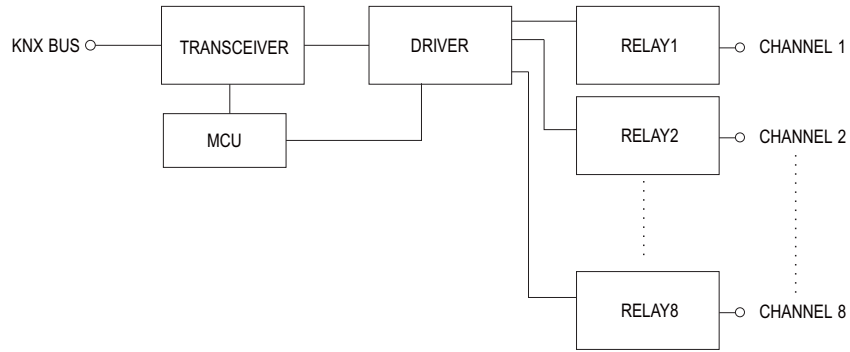 KNX BUS
TRANSCEIVER
DRIVER
RELAY1
CHANNEL 1
MCU
RELAY2
CHANNEL 2
RELAY8
CHANNEL 8